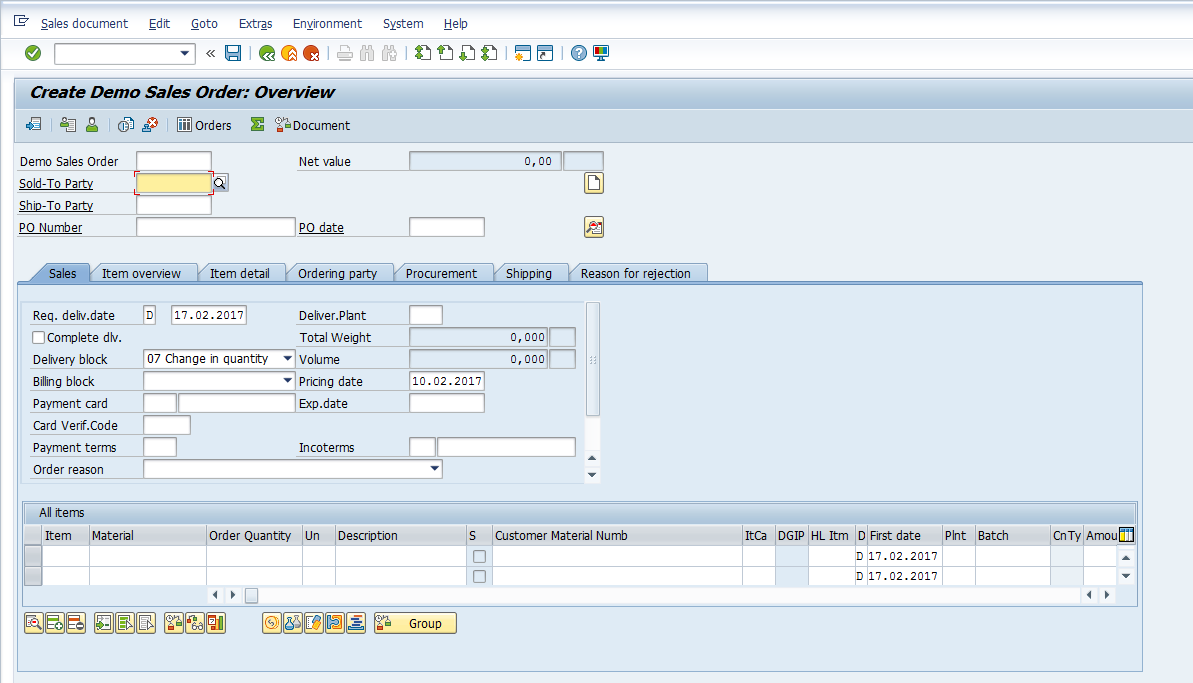 Sales document Edit Goto Extras Environment System Help
Create Demo Sales Order: Overview
Orders Document
Demo Sales Order Net value 0,00
Sold-To Party
Ship-To Party
PO Number PO date
Sales Item overview Item detail Ordering party Procurement Shipping Reason for rejection
Req. deliv.date D 17.02.2017 Deliver.Plant
Complete dlv. Total Weight 0,000
Delivery block 07 Change in quantity Volume 0,000
Billing block Pricing date 10.02.2017
Payment card Exp.date
Card Verif.Code
Payment terms Incoterms
Order reason
All items
Item Material Order Quantity Un Description S Customer Material Numb ItCa DGIP HL Itm D First date Plnt Batch CnTy Amou
D 17.02.2017
D 17.02.2017
Group